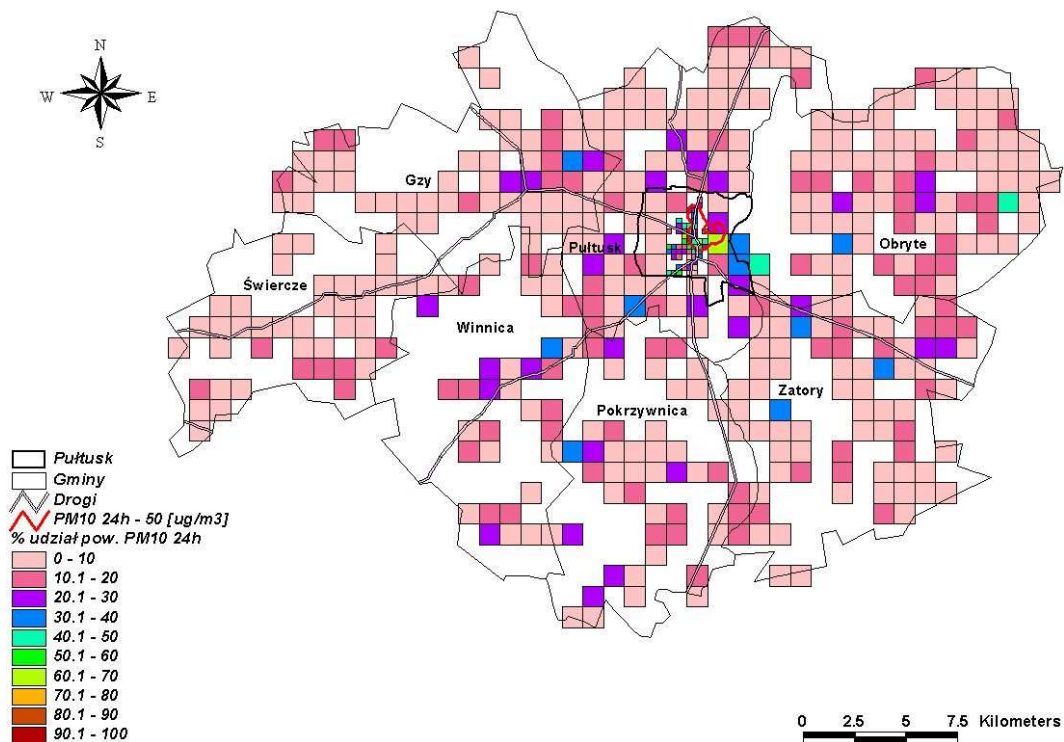 N
W E
S
Gzy
Pułtusk
Obryte
Świercze
Winnica
Zatory
Pokrzywnica
Pułtusk
Gminy
Drogi
PM10 24h - 50 [ug/m3]
% udział pow. PM10 24h
0 - 10
10.1 - 20
20.1 - 30
30.1 - 40
40.1 - 50
50.1 - 60
60.1 - 70
70.1 - 80
80.1 - 90
90.1 - 100
0 2.5 5 7.5 Kilometers